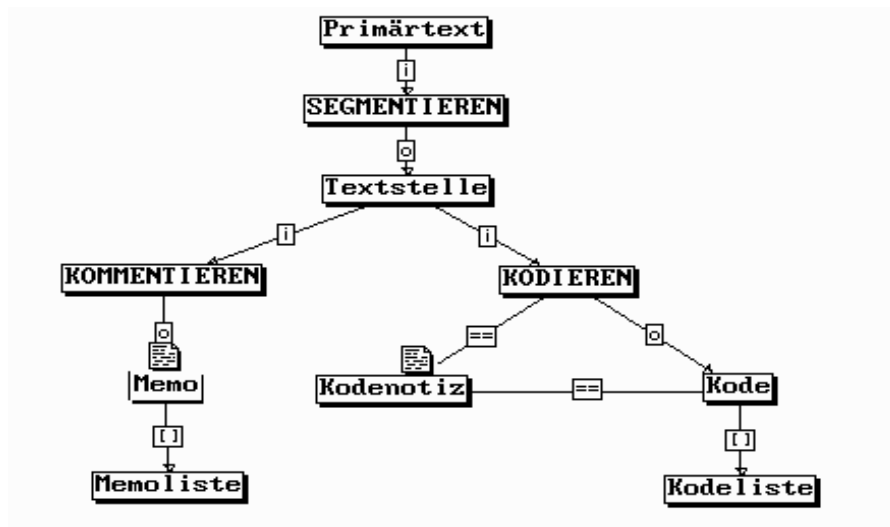 Primärtext
i
SEGMENTIEREN
o
Textstelle
i
i
KOMMENTIEREN
KODIEREN
o
==
o
Memo
Kodenotiz
==
Kode
[]
[]
Memoliste
Kodeliste